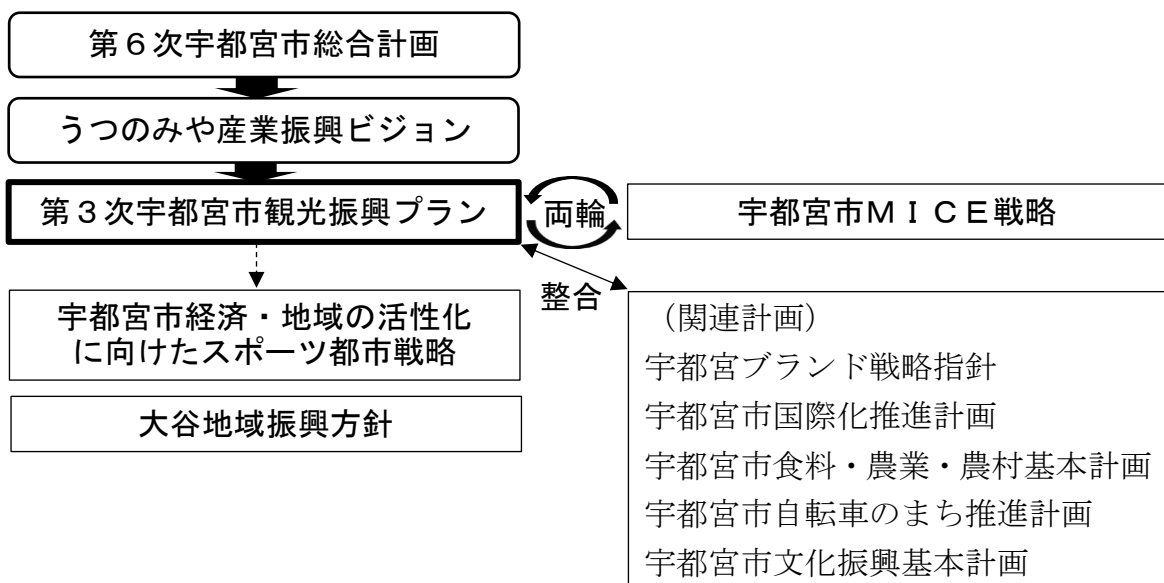 第６次宇都宮市総合計画
うつのみや産業振興ビジョン
第３次宇都宮市観光振興プラン
両輪
宇都宮市ＭＩＣＥ戦略
整合
宇都宮市経済・地域の活性化
に向けたスポーツ都市戦略
大谷地域振興方針
（関連計画）
宇都宮ブランド戦略指針
宇都宮市国際化推進計画
宇都宮市食料・農業・農村基本計画
宇都宮市自転車のまち推進計画
宇都宮市文化振興基本計画